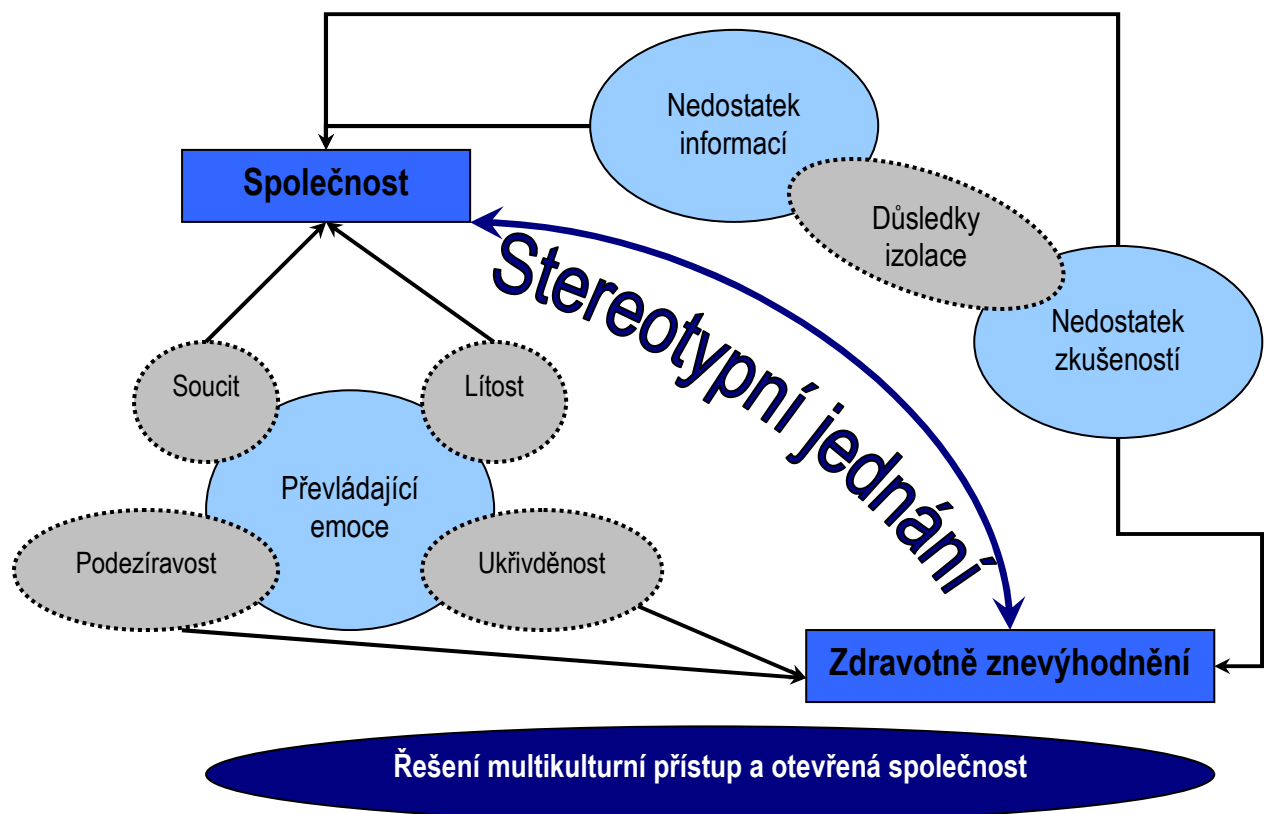 Nedostatek
informací
Společnost
Důsledky
izolace
Stereotypní jednání
Nedostatek
zkušeností
Soucit
Lítost
Převládající
emoce
Podezíravost
Ukřivděnost
Zdravotně znevýhodnění
Řešení multikulturní přístup a otevřená společnost